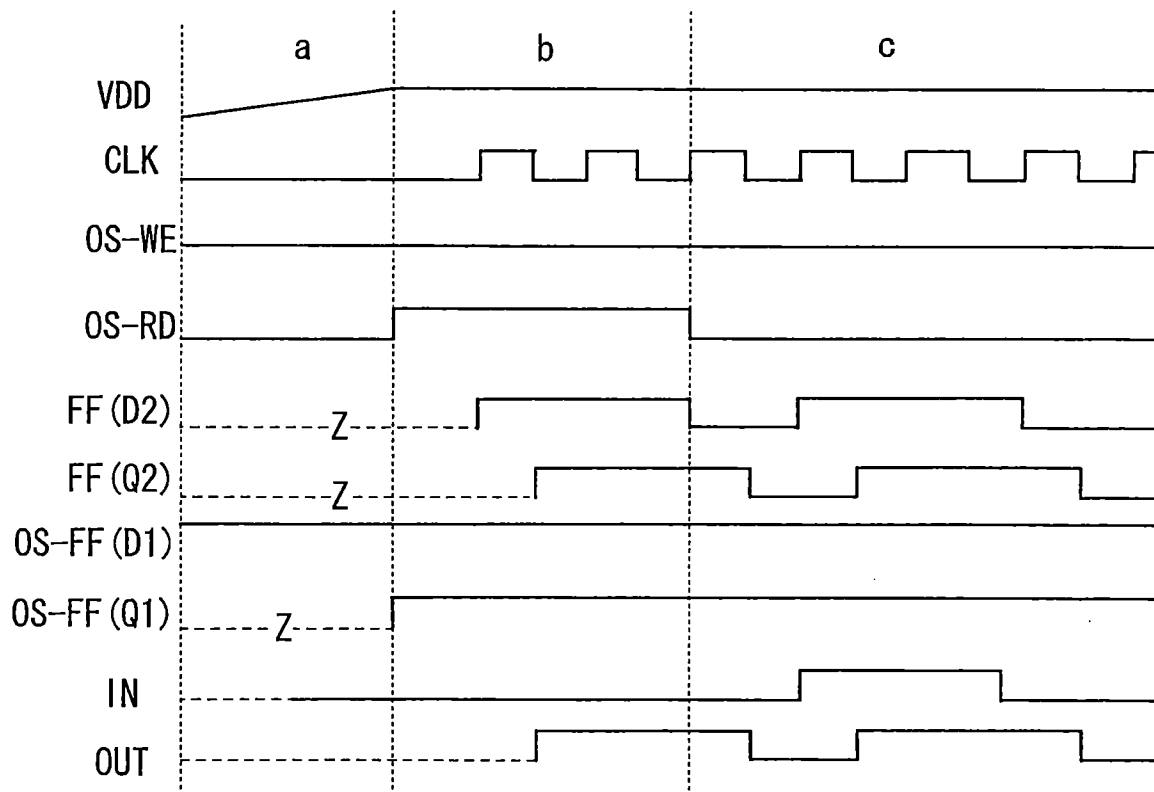 a b c
VDD
CLK
OS-WE
OS-RD
FF(D2)
Z
FF(Q2)
Z
OS-FF(D1)
OS-FF(Q1)
Z
IN
OUT